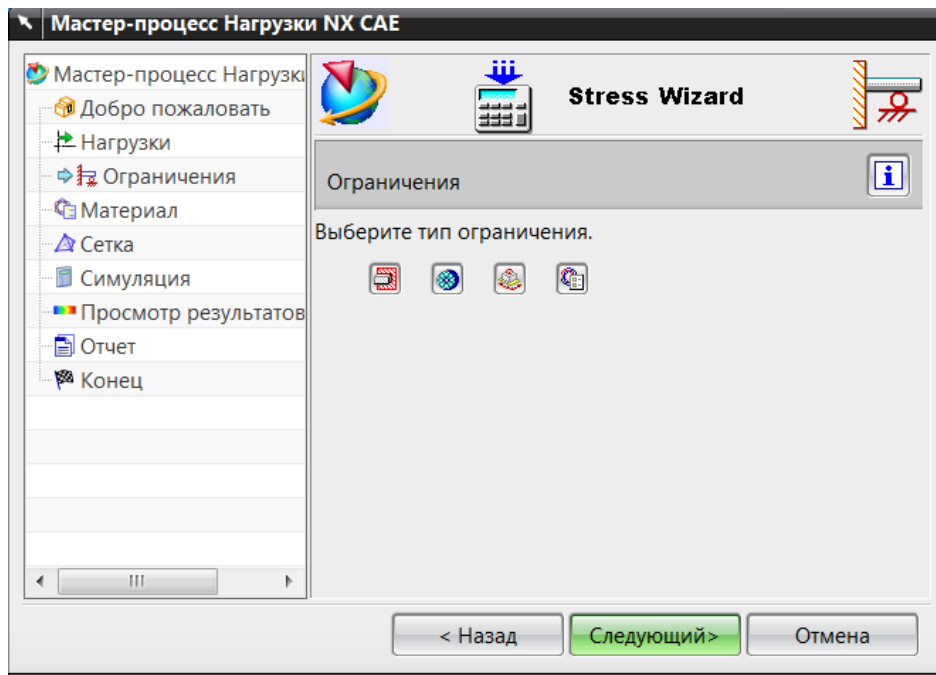 Мастер-процесс Нагрузки NX CAE
Мастер-процесс Нагрузки
Добро пожаловать
Нагрузки
Ограничения
Материал
Сетка
Симуляция
Просмотр результатов
Отчет
Конец
Stress Wizard
Ограничения
Выберите тип ограничения.
< Назад
Следующий>
Отмена